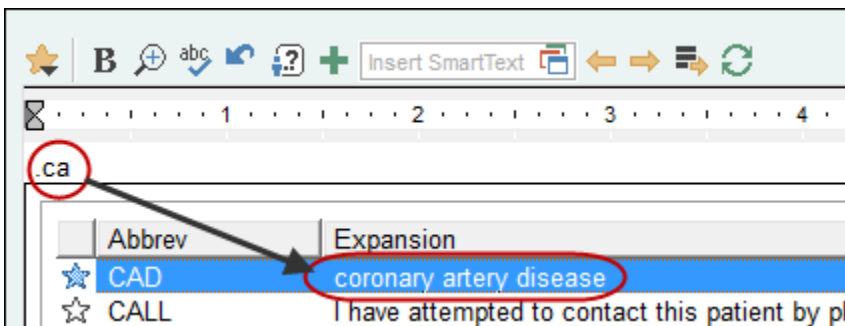 B abc ? Insert SmartText
1 2 3 4
.ca
Abbrev Expansion
CAD coronary artery disease
CALL I have attempted to contact this patient by